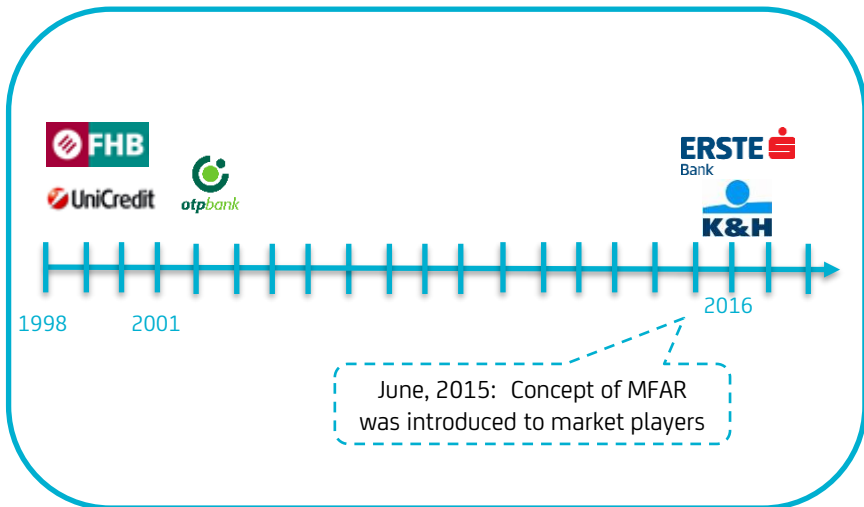 FHB
UniCredit
otpbank
ERSTE
Bank
K&H
1998
2001
2016
June, 2015: Concept of MFAR
was introduced to market players